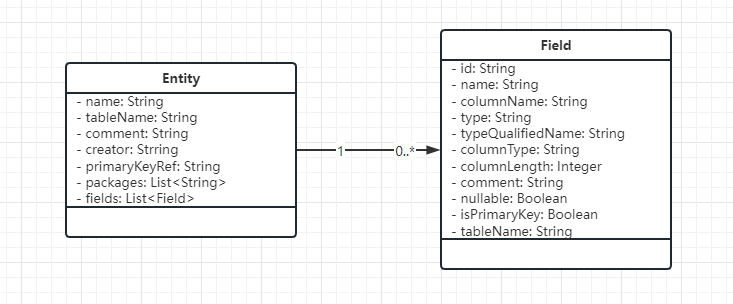 Entity
- name: String
- tableName: String
- comment: String
- creator: Strring
- primaryKeyRef: String
- packages: List<String>
- fields: List<Field>
1
0..*
Field
- id: String
- name: String
- columnName: String
- type: String
- typeQualifiedName: String
- columnType: String
- columnLength: Integer
- comment: String
- nullable: Boolean
- isPrimaryKey: Boolean
- tableName: String